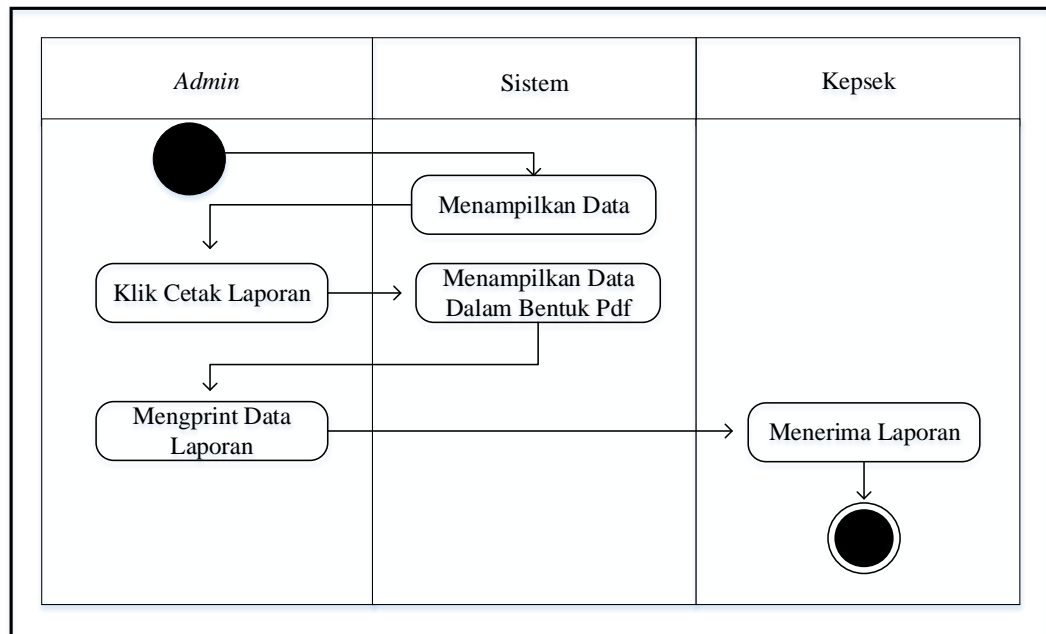 Admin
Sistem
Kepsek
Menampilkan Data
Klik Cetak Laporan
Menampilkan Data
Dalam Bentuk Pdf
Mengprint Data
Laporan
Menerima Laporan